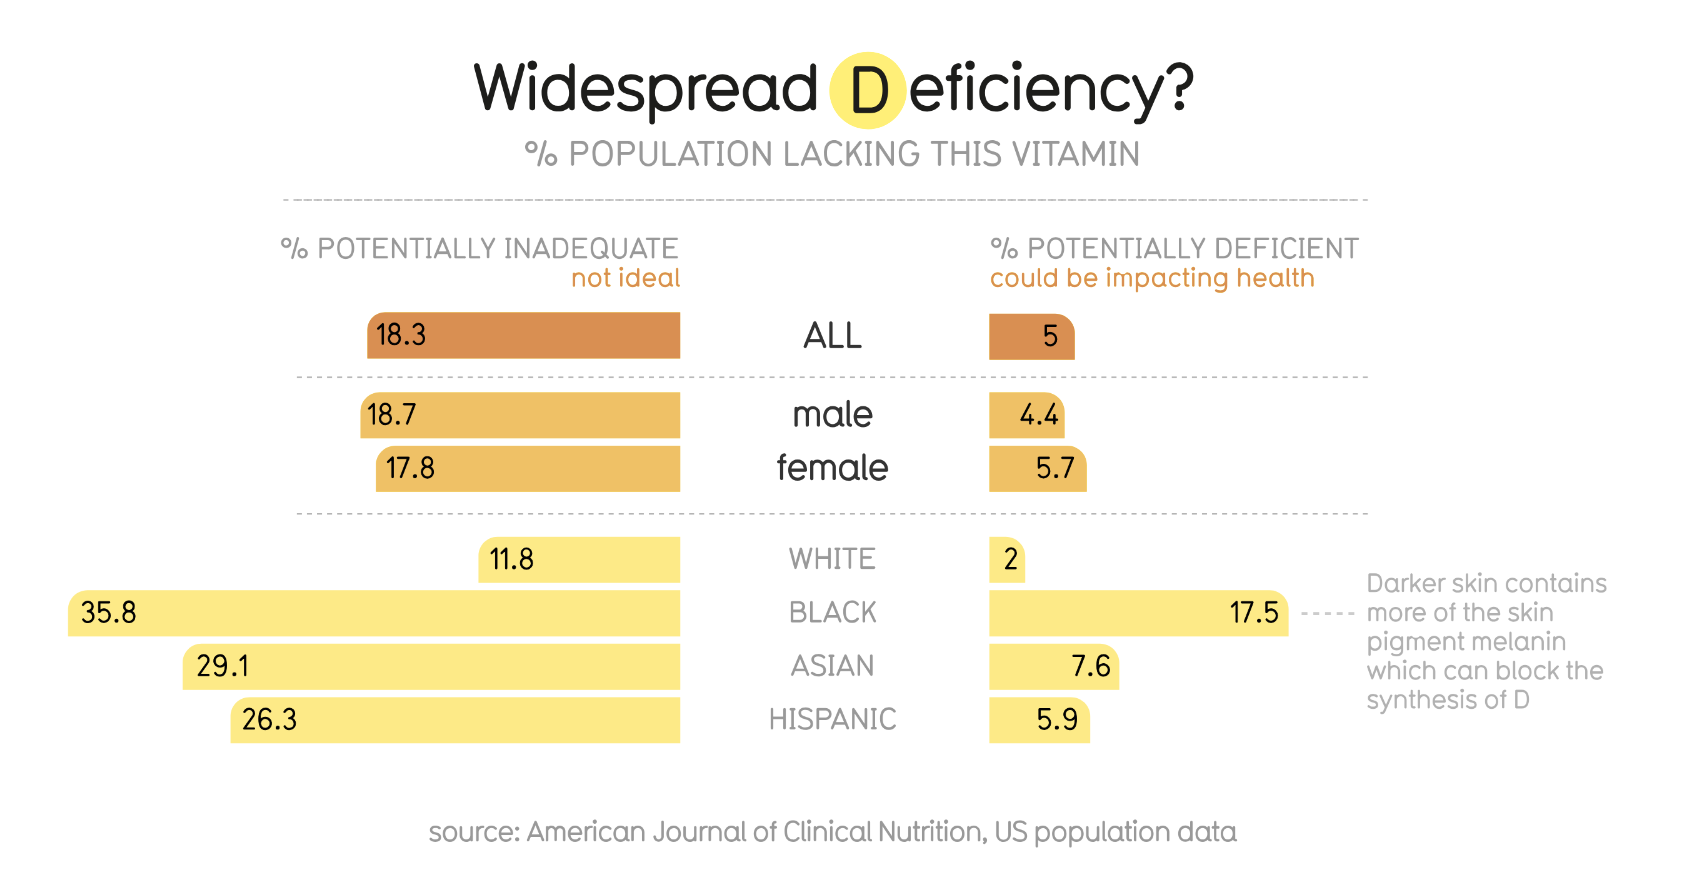 Widespread Deficiency?
% POPULATION LACKING THIS VITAMIN
% POTENTIALLY INADEQUATE
not ideal
% POTENTIALLY DEFICIENT
could be impacting health
18.3 ALL 5
18.7 male 4.4
17.8 female 5.7
11.8 WHITE 2
35.8 BLACK 17.5
29.1 ASIAN 7.6
26.3 HISPANIC 5.9
Darker skin contains
more of the skin
pigment melanin
which can block the
synthesis of D
source: American Journal of Clinical Nutrition, US population data